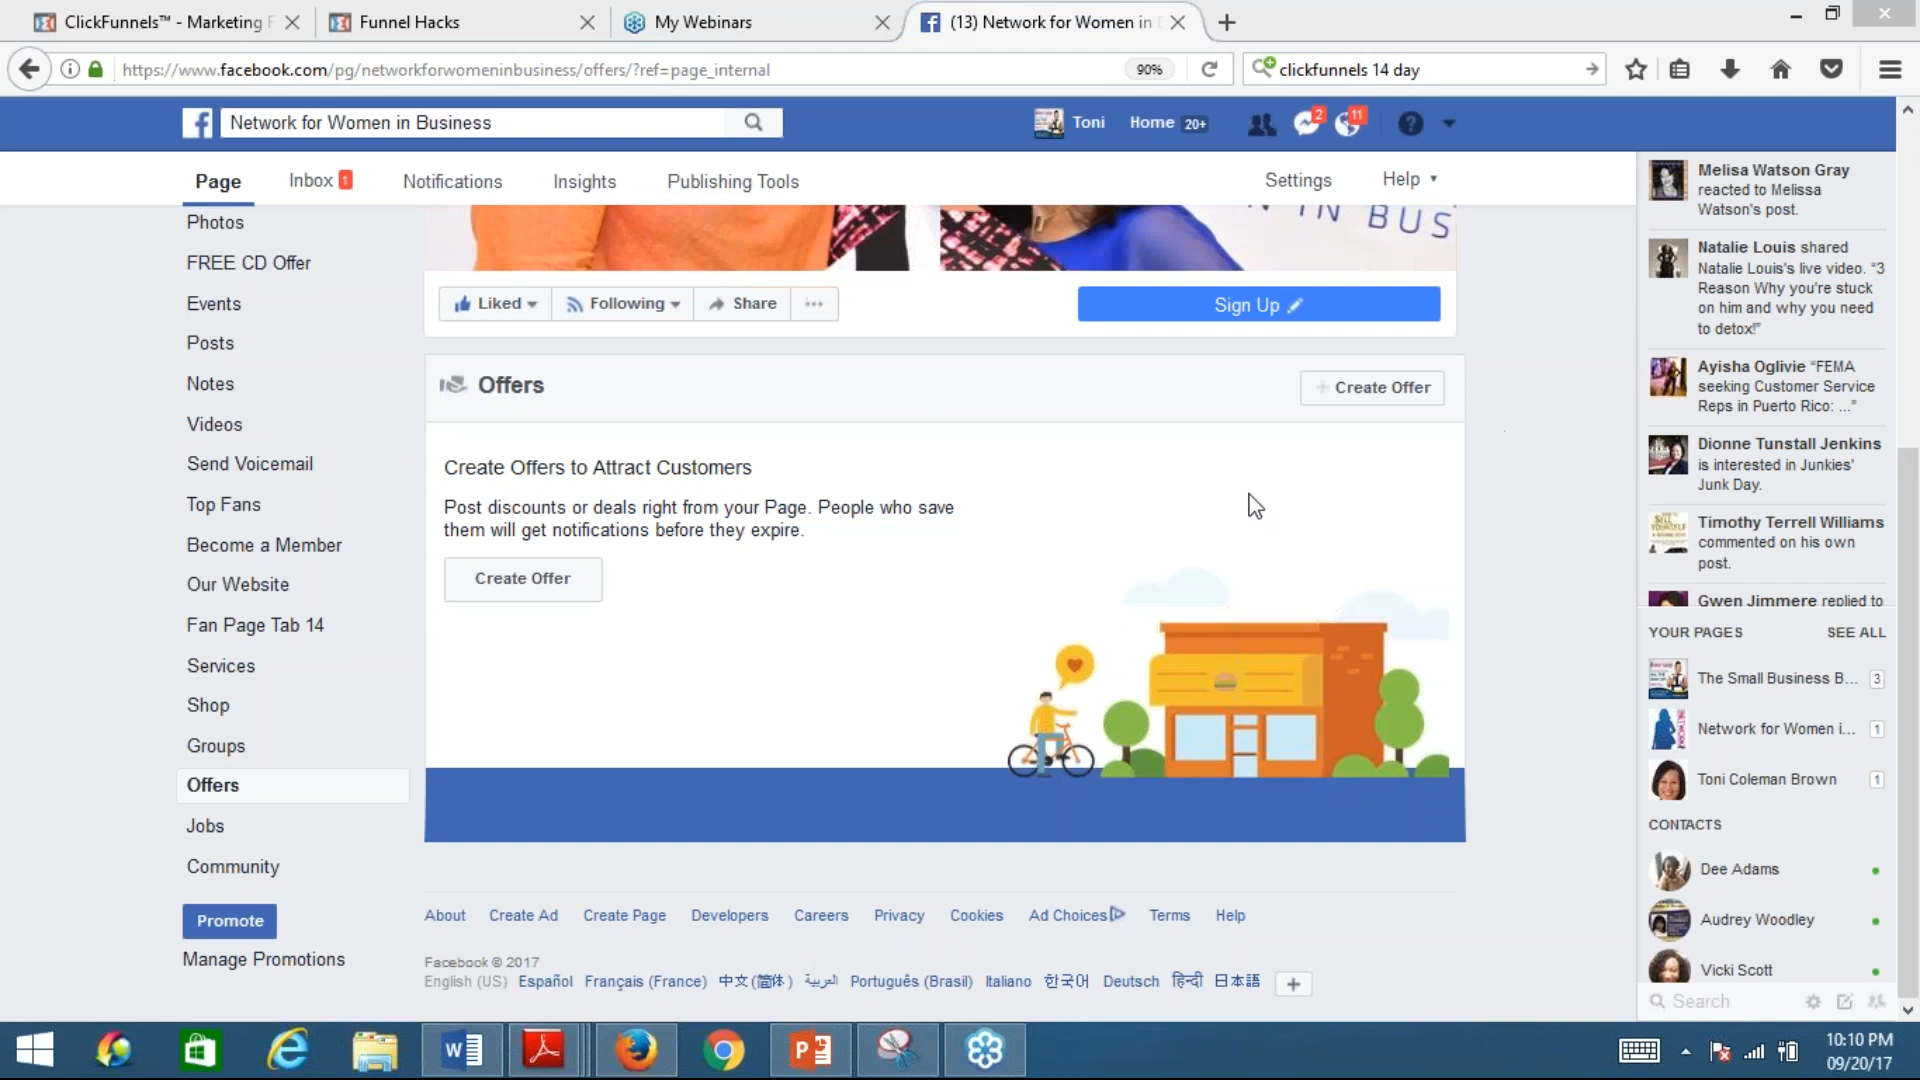 ClickFunnels™ - Marketing F
Funnel Hacks
My Webinars
(13) Network for Women in B
https://www.facebook.com/pg/networkforwomeninbusiness/offers/?ref=page_internal
90%
clickfunnels 14 day
Network for Women in Business
Toni
Home 20+
2
11
Page
Inbox 1
Notifications
Insights
Publishing Tools
Settings
Help
N IN BUS
Photos
FREE CD Offer
Events
Posts
Notes
Videos
Send Voicemail
Top Fans
Become a Member
Our Website
Fan Page Tab 14
Services
Shop
Groups
Offers
Jobs
Community
Promote
Manage Promotions
Liked
Following
Share
Sign Up
Offers
+ Create Offer
Create Offers to Attract Customers
Post discounts or deals right from your Page. People who save
them will get notifications before they expire.
Create Offer
About Create Ad Create Page Developers Careers Privacy Cookies Ad Choices Terms Help
Facebook © 2017
English (US) Español Français (France) 中文(简体) العربية Português (Brasil) Italiano 한국어 Deutsch हिन्दी 日本語
Melisa Watson Gray
reacted to Melissa
Watson's post.
Natalie Louis shared
Natalie Louis's live video. “3
Reason Why you're stuck
on him and why you need
to detox!”
Ayisha Oglivie “FEMA
seeking Customer Service
Reps in Puerto Rico: ...”
Dionne Tunstall Jenkins
is interested in Junkies'
Junk Day.
Timothy Terrell Williams
commented on his own
post.
Gwen Jimmere replied to
YOUR PAGES SEE ALL
The Small Business B... 3
Network for Women i... 1
Toni Coleman Brown 1
CONTACTS
Dee Adams
Audrey Woodley
Vicki Scott
Search
10:10 PM
09/20/17